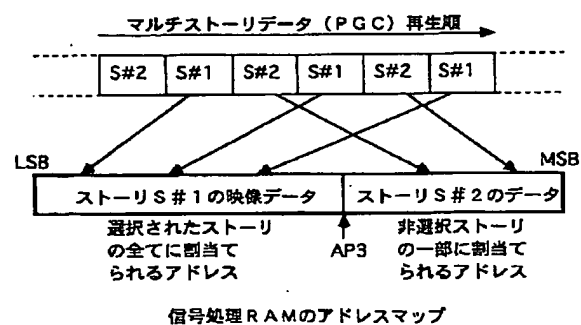 マルチストーリデータ（ＰＧＣ）再生順
S#2 S#1 S#2 S#1 S#2 S#1
LSB
MSB
ストーリＳ＃１の映像データ
ストーリＳ＃２のデータ
選択されたストーリ
の全てに割当て
られるアドレス
AP3
非選択ストーリ
の一部に割当て
られるアドレス
信号処理ＲＡＭのアドレスマップ